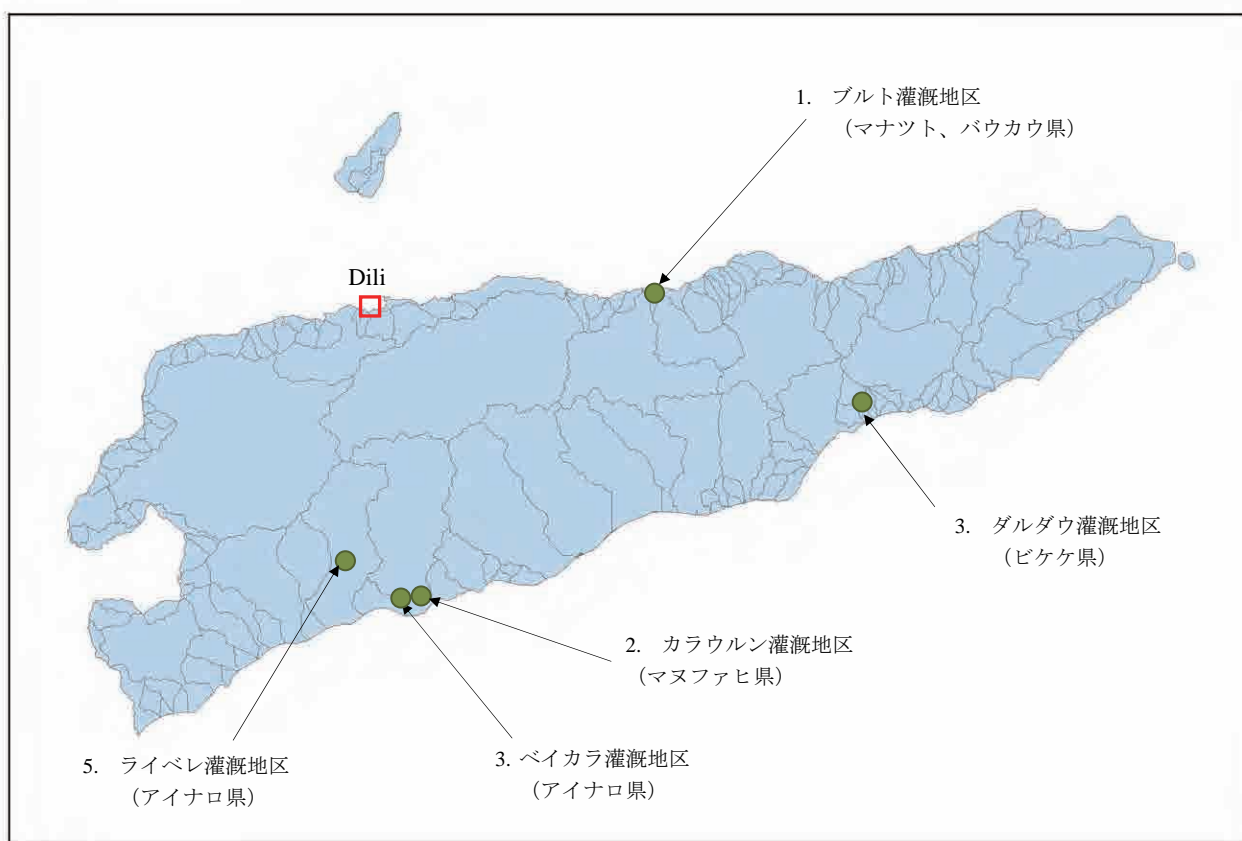 1. ブルト灌漑地区
（マナツト、バウカウ県）
Dili
3. ダルダウ灌漑地区
（ビケケ県）
2. カラウルン灌漑地区
（マヌファヒ県）
3. ベイカラ灌漑地区
（アイナロ県）
5. ライベレ灌漑地区
（アイナロ県）